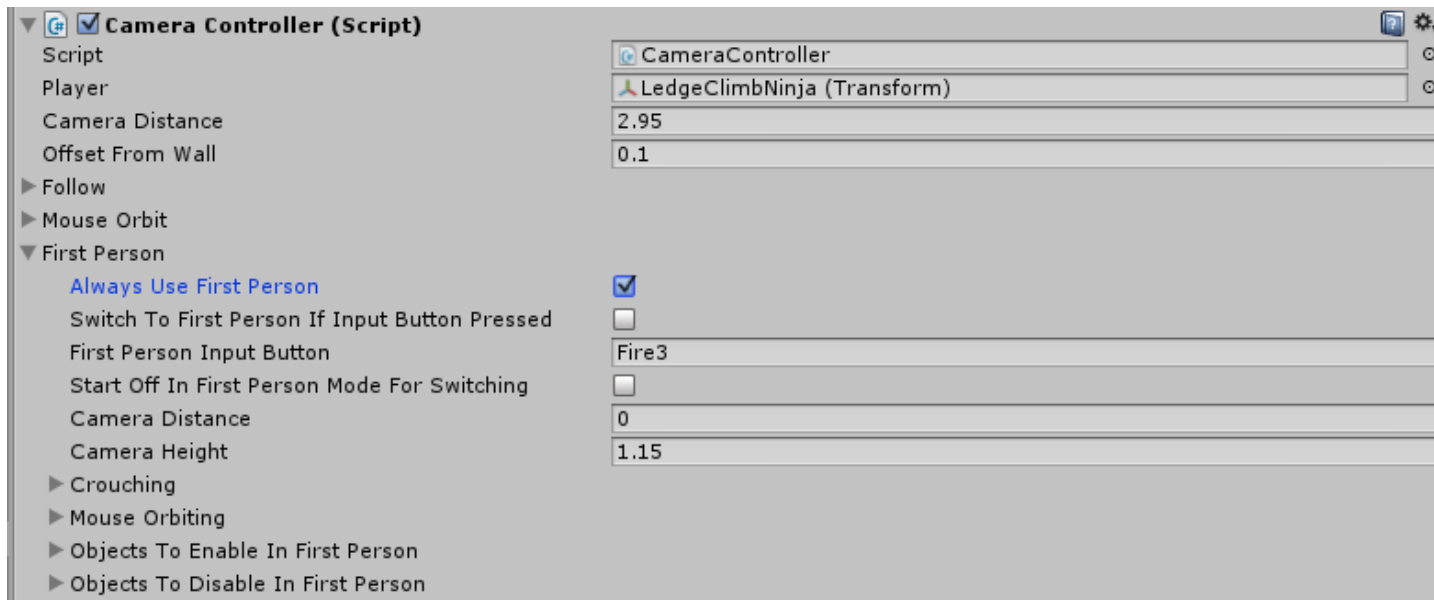 Camera Controller (Script)
Script CameraController
Player LedgeClimbNinja (Transform)
Camera Distance 2.95
Offset From Wall 0.1
Follow
Mouse Orbit
First Person
Always Use First Person
Switch To First Person If Input Button Pressed
First Person Input Button Fire3
Start Off In First Person Mode For Switching
Camera Distance 0
Camera Height 1.15
Crouching
Mouse Orbiting
Objects To Enable In First Person
Objects To Disable In First Person